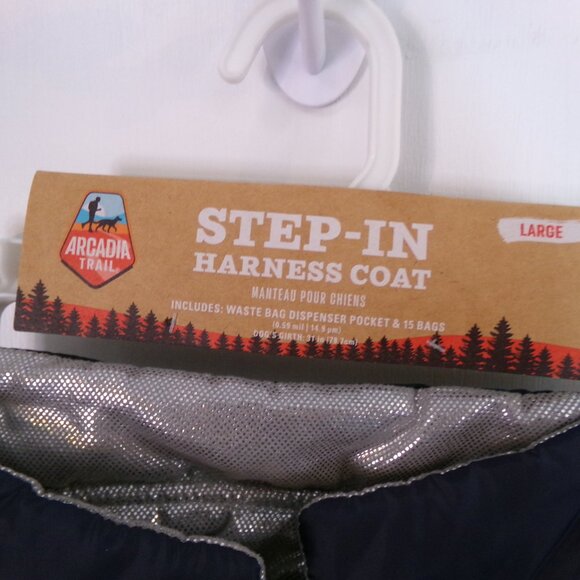 ARCADIA
TRAIL
STEP-IN
HARNESS COAT
MANTEAU POUR CHIENS
INCLUDES: WASTE BAG DISPENSER POCKET & 15 BAGS
(0.59 mil | 14.9 µm)
DOG'S GIRTH: 31 in (78.7cm)
LARGE